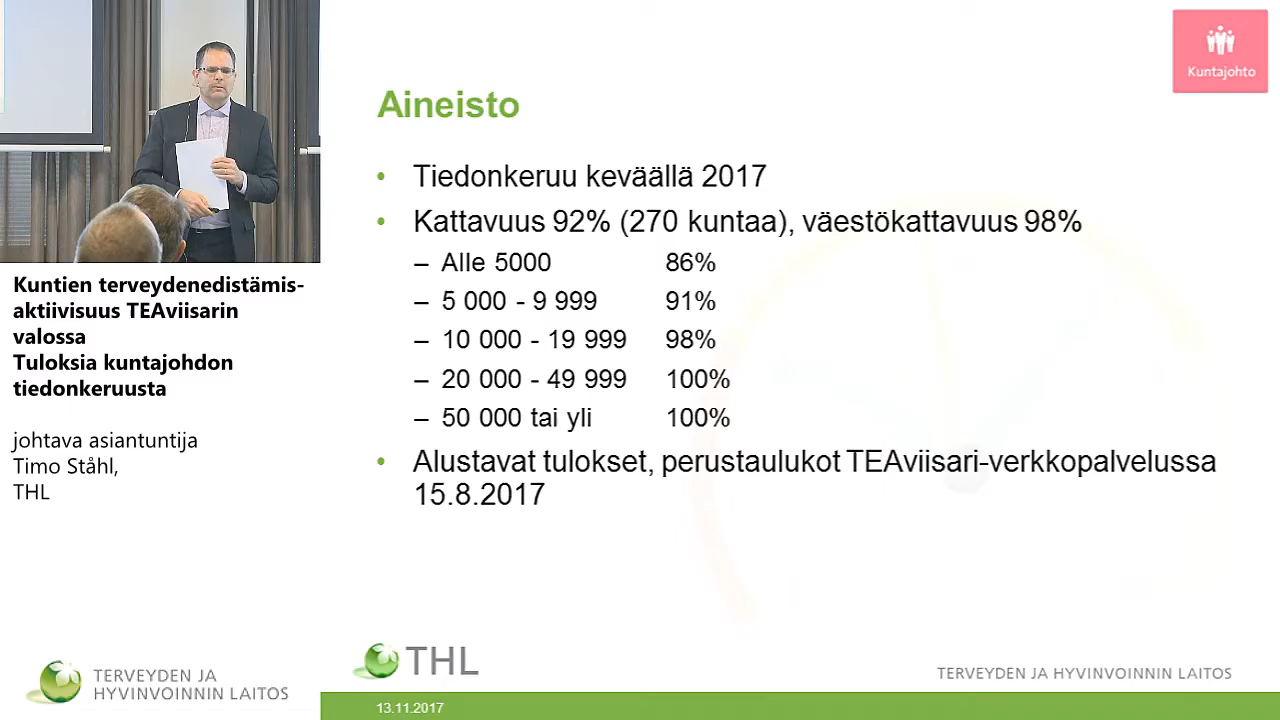 Kuntajohto
Aineisto
• Tiedonkeruu keväällä 2017
• Kattavuus 92% (270 kuntaa), väestökattavuus 98%
– Alle 5000 86%
– 5 000 - 9 999 91%
– 10 000 - 19 999 98%
– 20 000 - 49 999 100%
– 50 000 tai yli 100%
• Alustavat tulokset, perustaulukot TEAviisari-verkkopalvelussa
15.8.2017
Kuntien terveydenedistämis-
aktiivisuus TEAviisarin
valossa
Tuloksia kuntajohdon
tiedonkeruusta
johtava asiantuntija
Timo Ståhl,
THL
TERVEYDEN JA
HYVINVOINNIN LAITOS
THL
TERVEYDEN JA HYVINVOINNIN LAITOS
13.11.2017